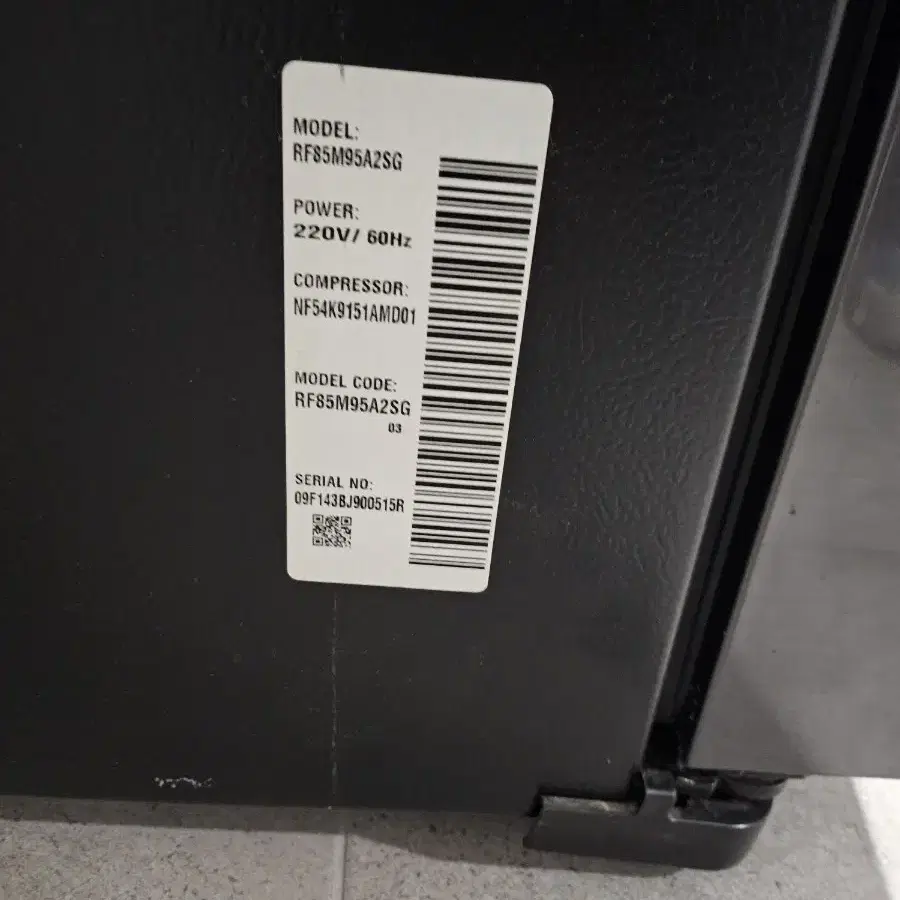 MODEL:
RF85M95A2SG
POWER:
220V/ 60Hz
COMPRESSOR:
NF54K9151AMD01
MODEL CODE:
RF85M95A2SG
03
SERIAL NO:
09F143BJ900515R